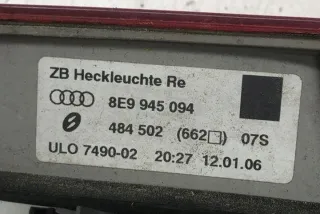 ZB Heckleuchte Re
8E9 945 094
484 502 (662□) 07S
ULO 7490-02 20:27 12.01.06